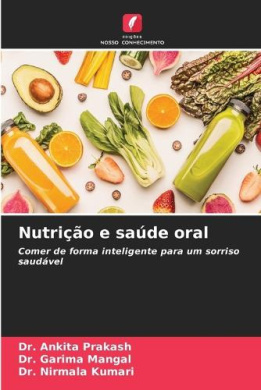 edições
NOSSO CONHECIMENTO
Nutrição e saúde oral
Comer de forma inteligente para um sorriso
saudável
Dr. Ankita Prakash
Dr. Garima Mangal
Dr. Nirmala Kumari